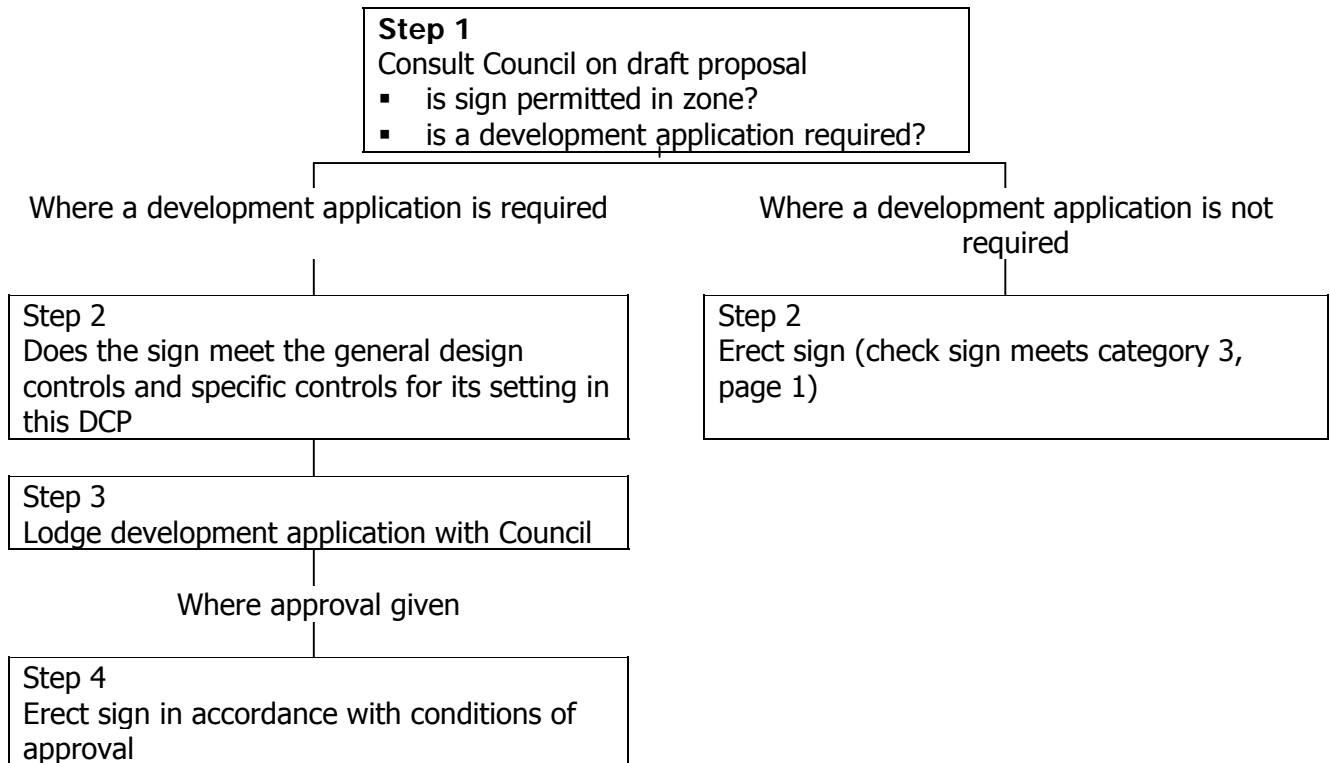 Step 1
Consult Council on draft proposal
▪ is sign permitted in zone?
▪ is a development application required?
Where a development application is required
Where a development application is not
required
Step 2
Does the sign meet the general design
controls and specific controls for its setting in
this DCP
Step 2
Erect sign (check sign meets category 3,
page 1)
Step 3
Lodge development application with Council
Where approval given
Step 4
Erect sign in accordance with conditions of
approval